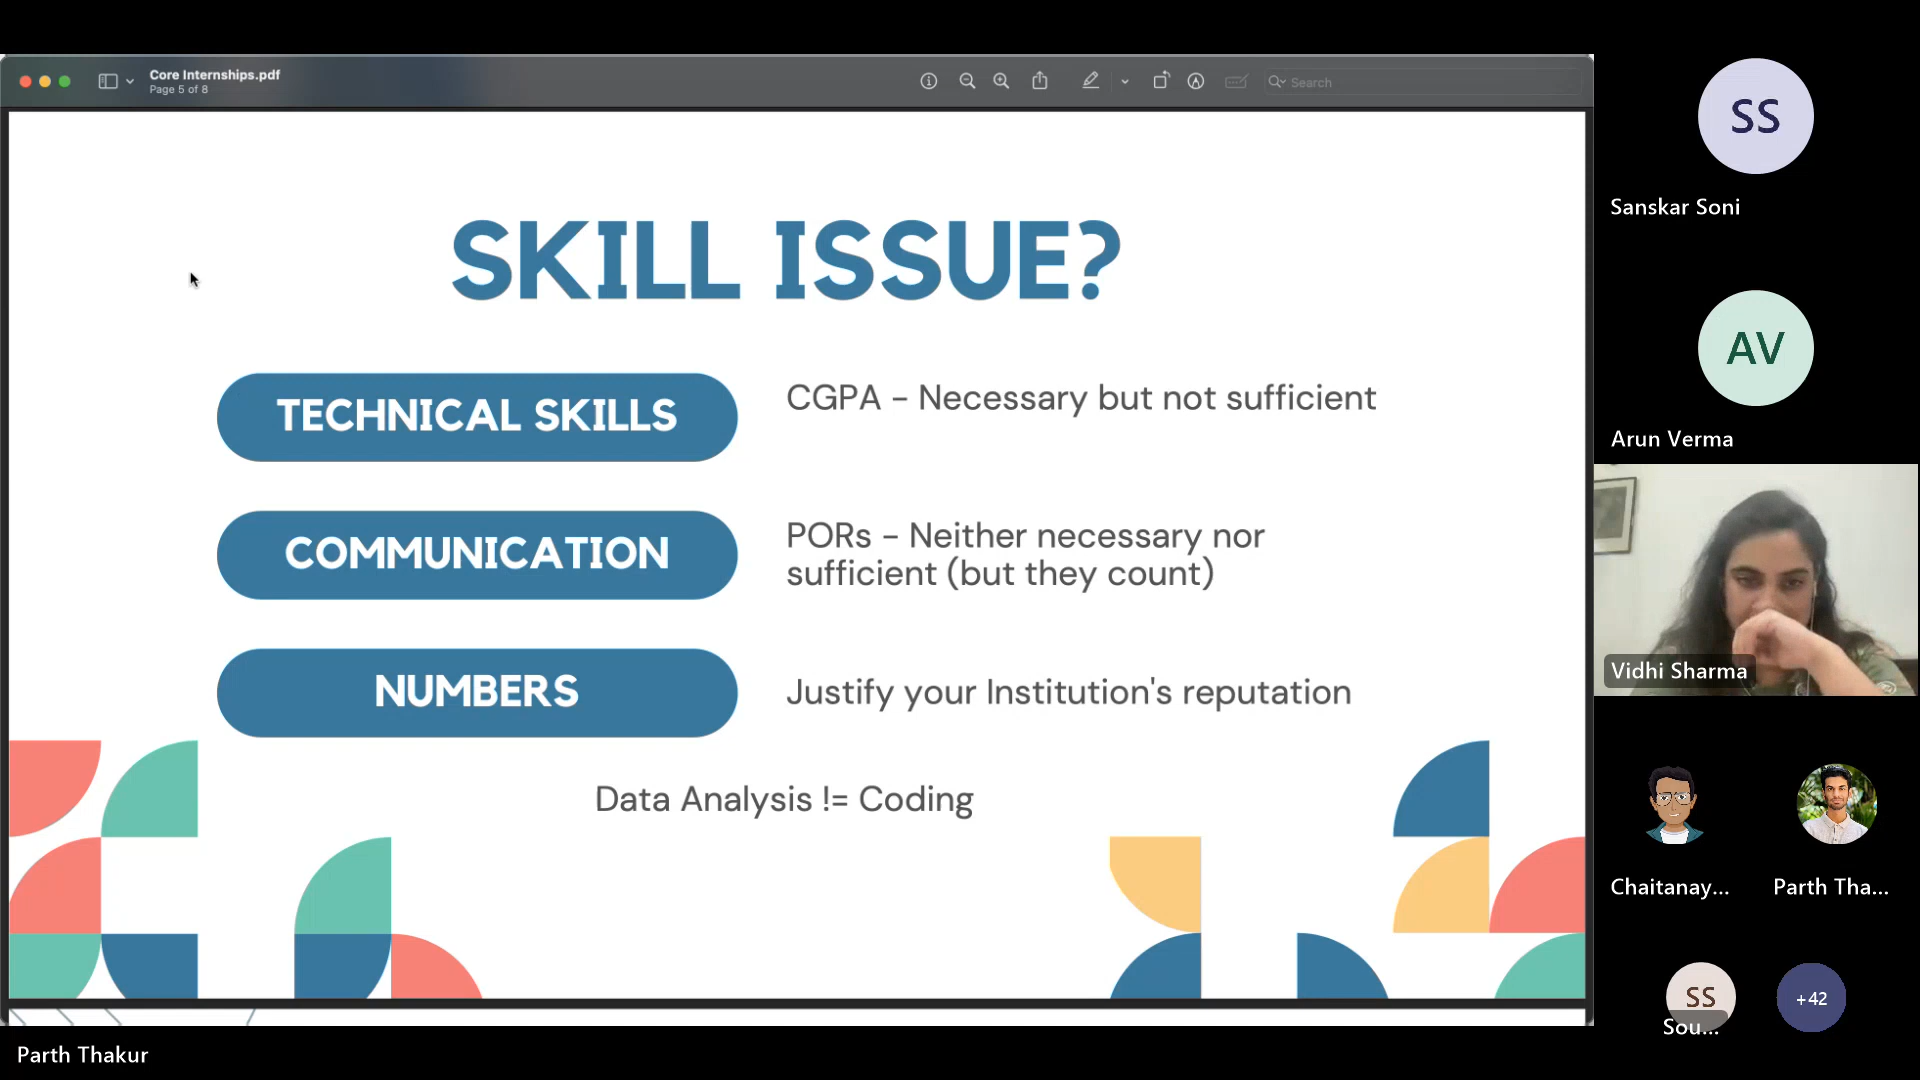 Core Internships.pdf
Page 5 of 8
Search
SKILL ISSUE?
TECHNICAL SKILLS
CGPA - Necessary but not sufficient
COMMUNICATION
PORs - Neither necessary nor
sufficient (but they count)
NUMBERS
Justify your Institution's reputation
Data Analysis != Coding
SS
Sanskar Soni
AV
Arun Verma
Vidhi Sharma
Chaitanay...
Parth Tha...
SS
Sou...
+42
Parth Thakur